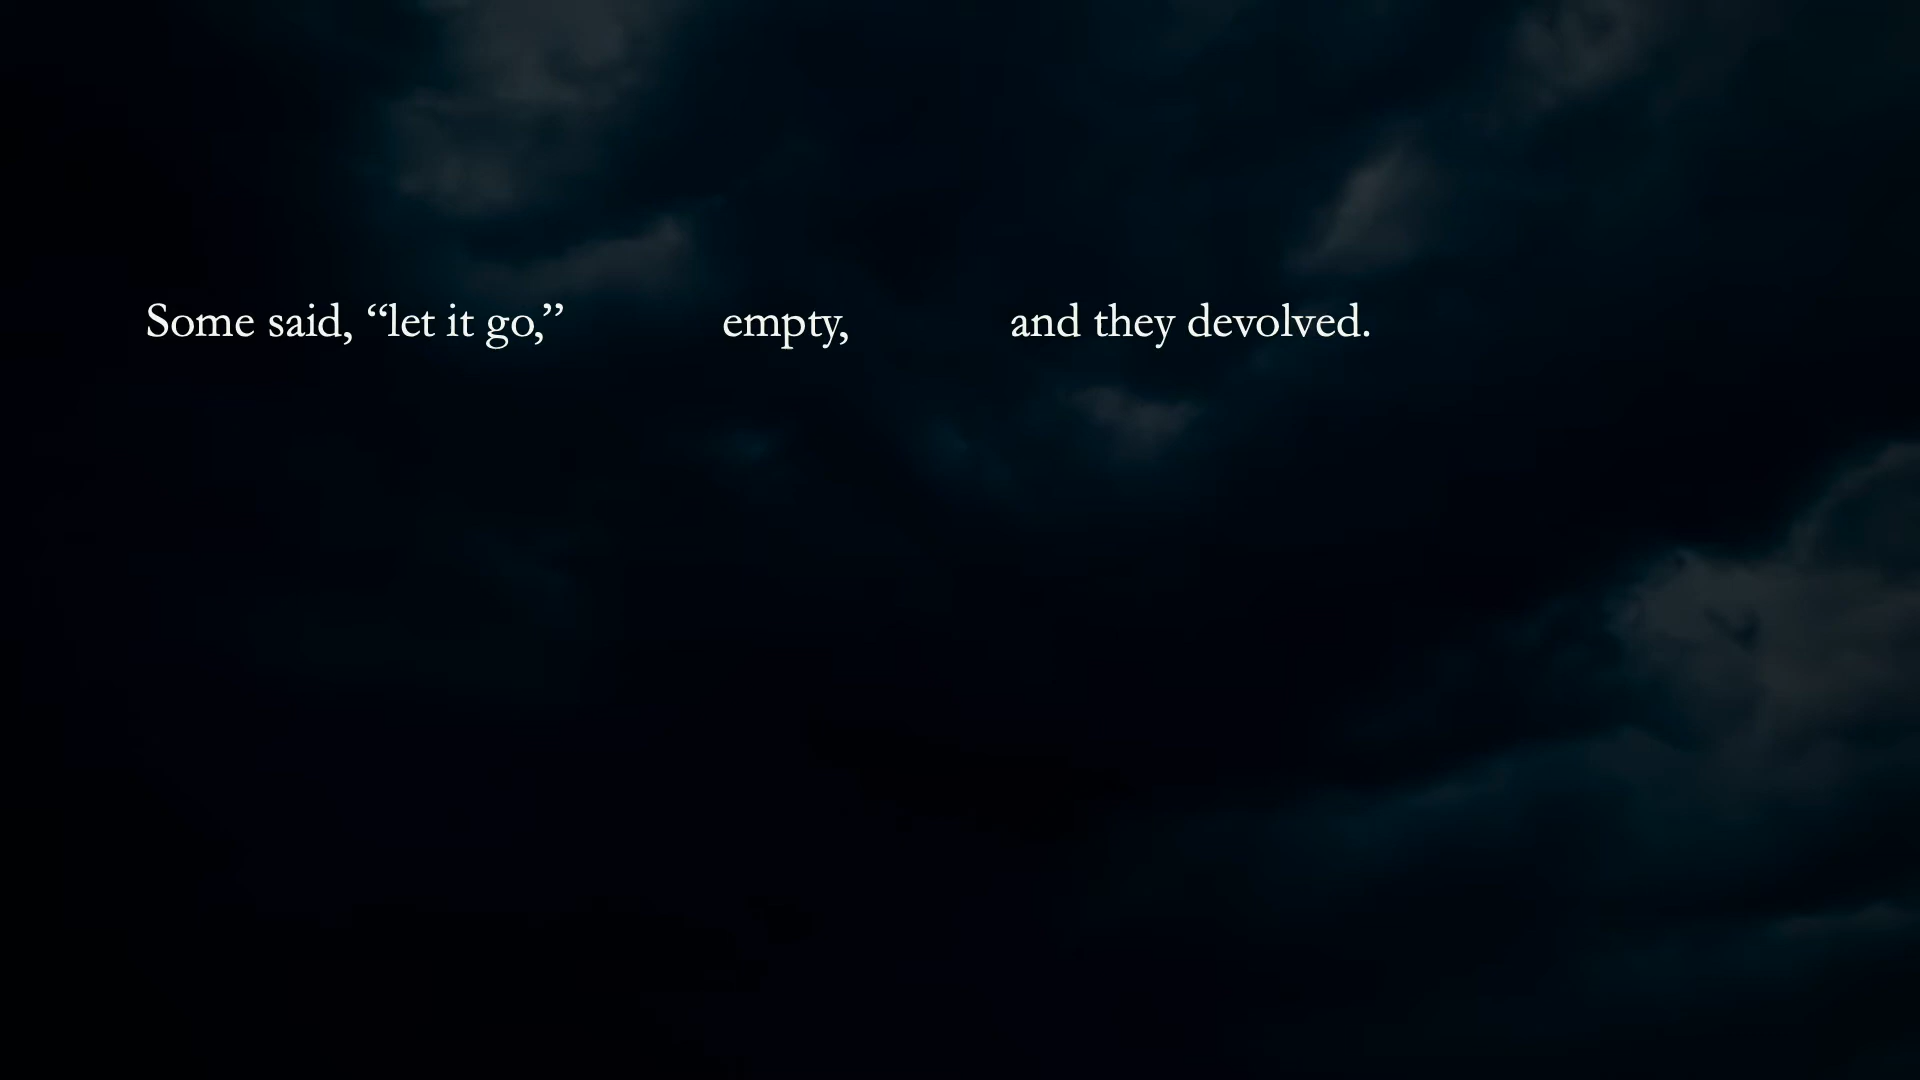 Some said, “let it go,” empty, and they devolved.